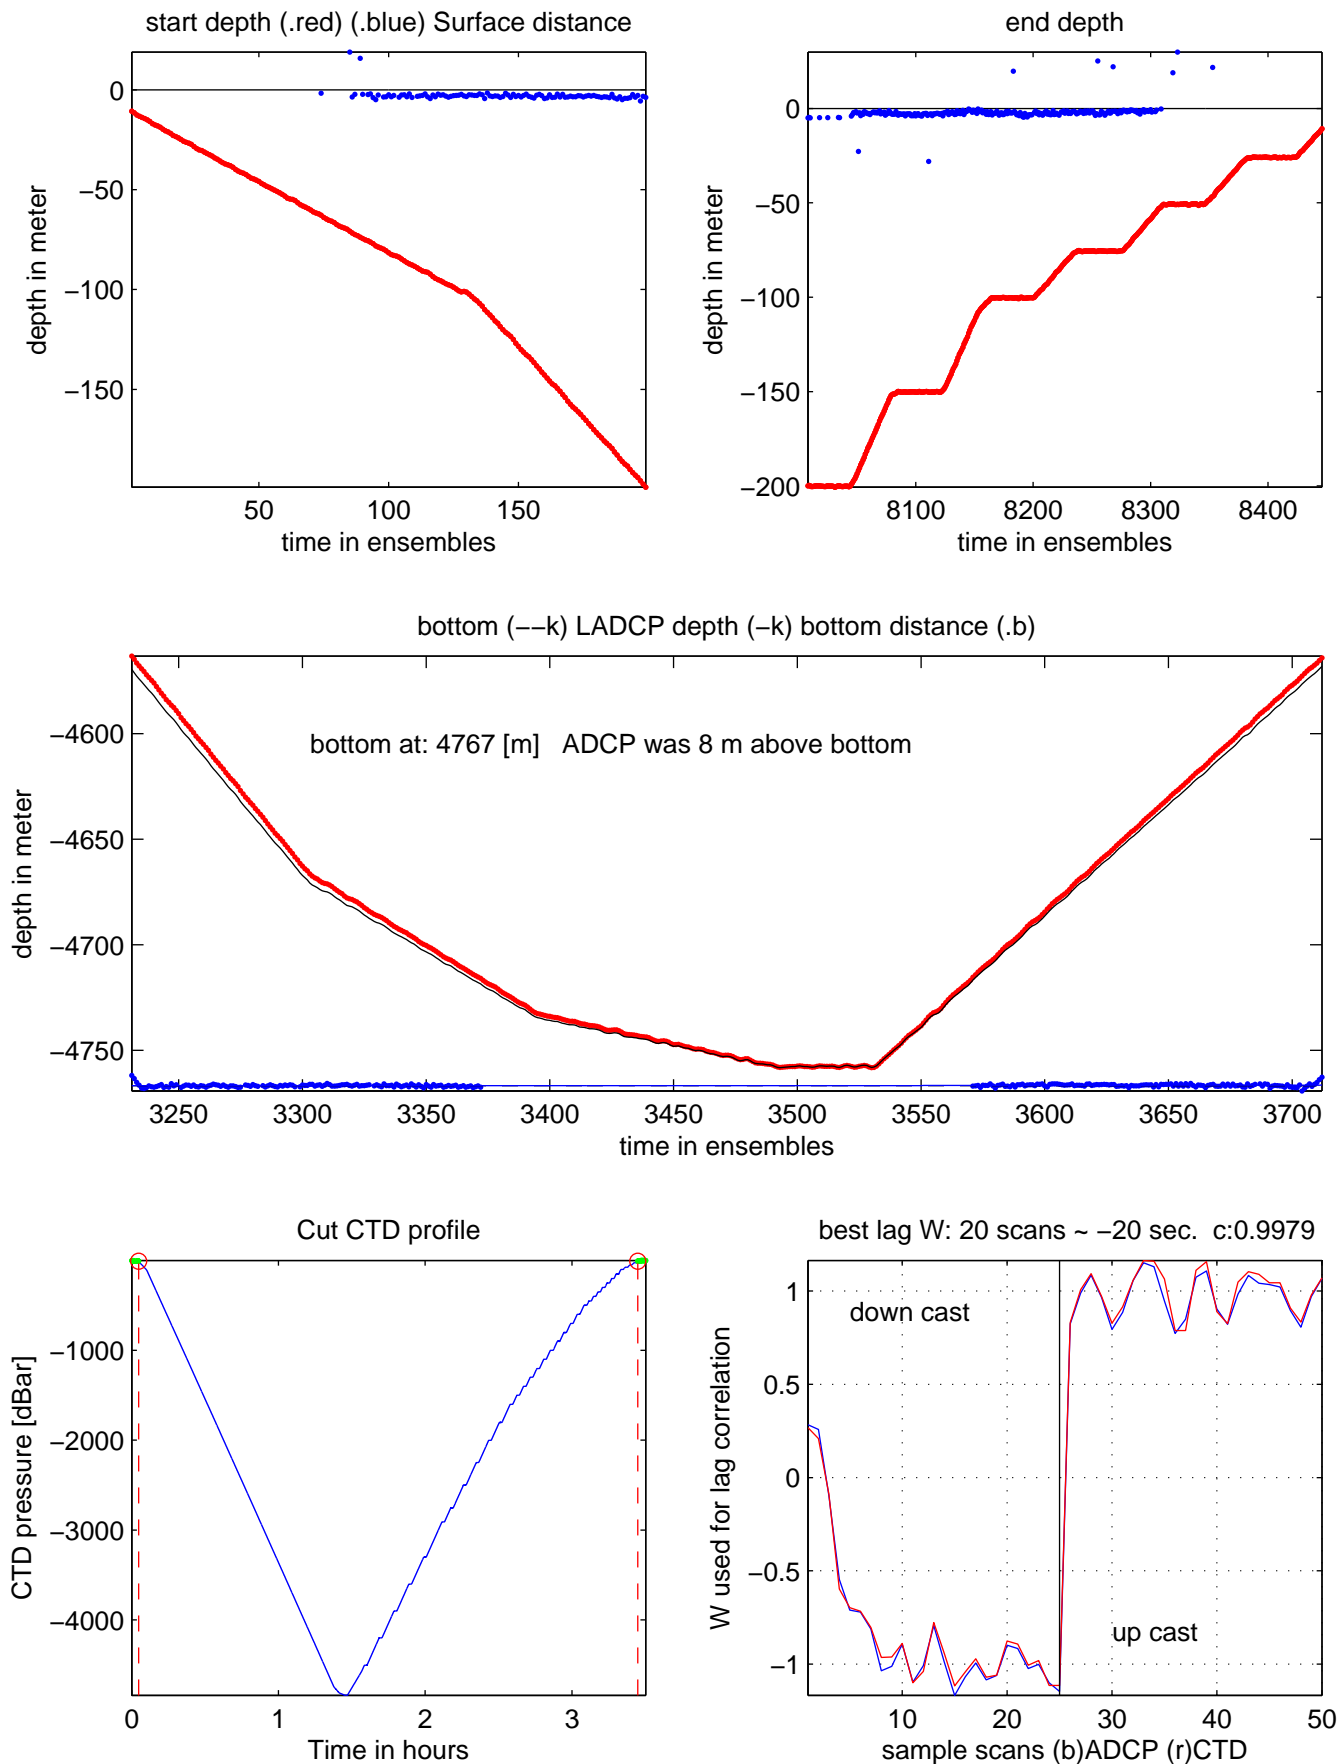 start depth (.red) (.blue) Surface distance
end depth
0
−50
−100
−150
depth in meter
50
100
150
time in ensembles
0
−50
−100
−150
−200
depth in meter
8100
8200
8300
8400
time in ensembles
bottom (−−k) LADCP depth (−k) bottom distance (.b)
bottom at: 4767 [m]   ADCP was 8 m above bottom
−4600
−4650
−4700
−4750
depth in meter
3250
3300
3350
3400
3450
3500
3550
3600
3650
3700
time in ensembles
Cut CTD profile
−1000
−2000
−3000
−4000
CTD pressure [dBar]
0
1
2
3
Time in hours
best lag W: 20 scans ~ −20 sec.  c:0.9979
down cast
up cast
1
0.5
0
−0.5
−1
W used for lag correlation
10
20
30
40
50
sample scans (b)ADCP (r)CTD